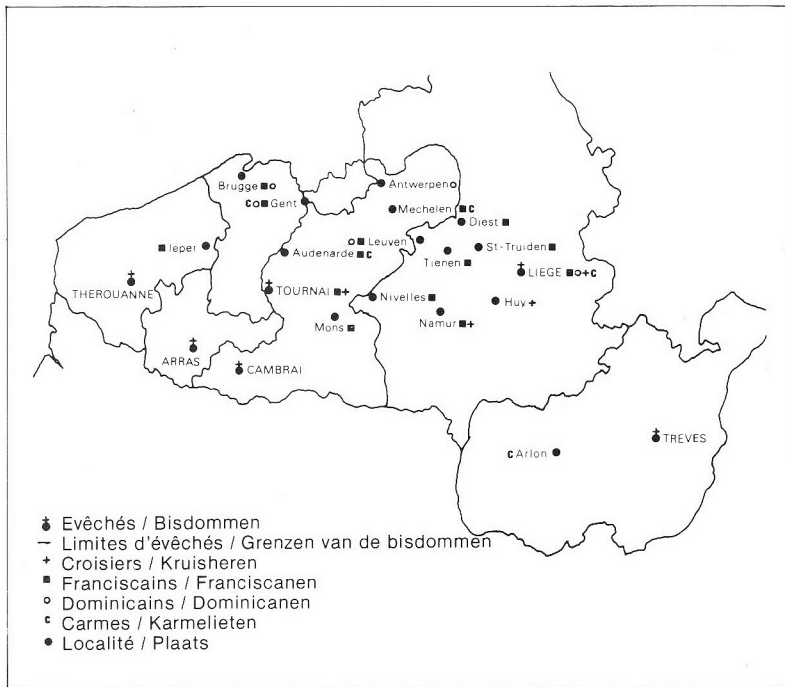 Brugge
Antwerpen
C Gent
Mechelen C
Diest
Ieper
Leuven
St-Truiden
Audenarde C
Tienen
THEROUANNE
LIEGE C
TOURNAI
Nivelles
Huy
Mons
Namur
ARRAS
CAMBRAI
TREVES
C Arlon
Evêchés / Bisdommen
Limites d'évêchés / Grenzen van de bisdommen
Croisiers / Kruisheren
Franciscains / Franciscanen
Dominicains / Dominicanen
C Carmes / Karmelieten
Localité / Plaats